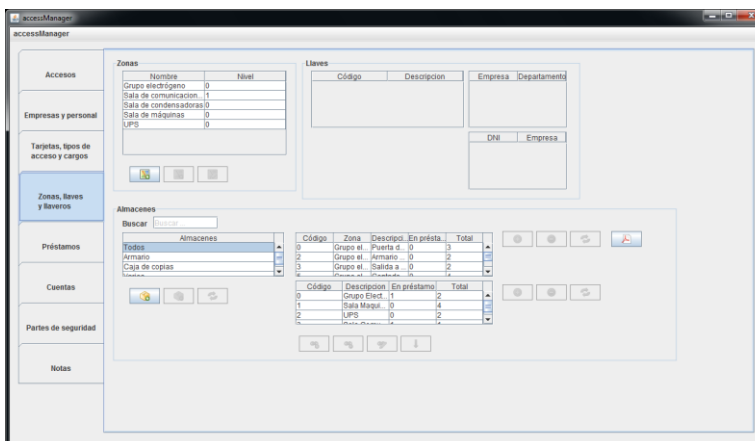 accessManager
accessManager
Accesos
Empresas y personal
Tarjetas, tipos de
acceso y cargos
Zonas, llaves
y llaveros
Préstamos
Cuentas
Partes de seguridad
Notas
Zonas
Nombre Nivel
Grupo electrógeno 0
Sala de comunicacion... 1
Sala de condensadoras 0
Sala de máquinas 0
UPS 0
Llaves
Código Descripcion
Empresa Departamento
DNI Empresa
Almacenes
Buscar Buscar
Almacenes
Todos
Armario
Caja de copias
Varios
Código Zona Descripci... En présta... Total
0 Grupo el... Puerta d... 0 3
2 Grupo el... Armario ... 0 2
3 Grupo el... Salida a ... 0 2
Grupo el... 0
Código Descripcion En préstamo Total
0 Grupo Elect... 1 2
1 Sala Maqui... 0 4
2 UPS 0 2